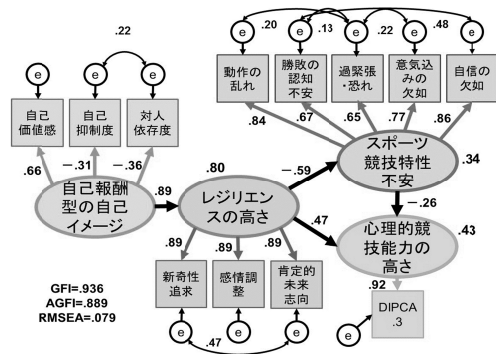 .20
.13
.22
.48
.22
e
e
e
e
e
e
e
e
動作の
乱れ
勝敗の
認知
不安
過緊張
・恐れ
意気込
みの
欠如
自信の
欠如
自己
価値感
自己
抑制度
対人
依存度
.84
.67
.65
.77
.86
.66
−.31
−.36
スポーツ
競技特性
不安
.34
.80
−.59
自己報酬
型の自己
イメージ
.89
レジリエン
スの高さ
.47
−.26
心理的競
技能力の
高さ
.43
.89
.89
.89
.92
新奇性
追求
感情調
整
肯定的
未来
志向
DIPCA
.3
GFI=.936
AGFI=.889
RMSEA=.079
e
e
e
e
.47